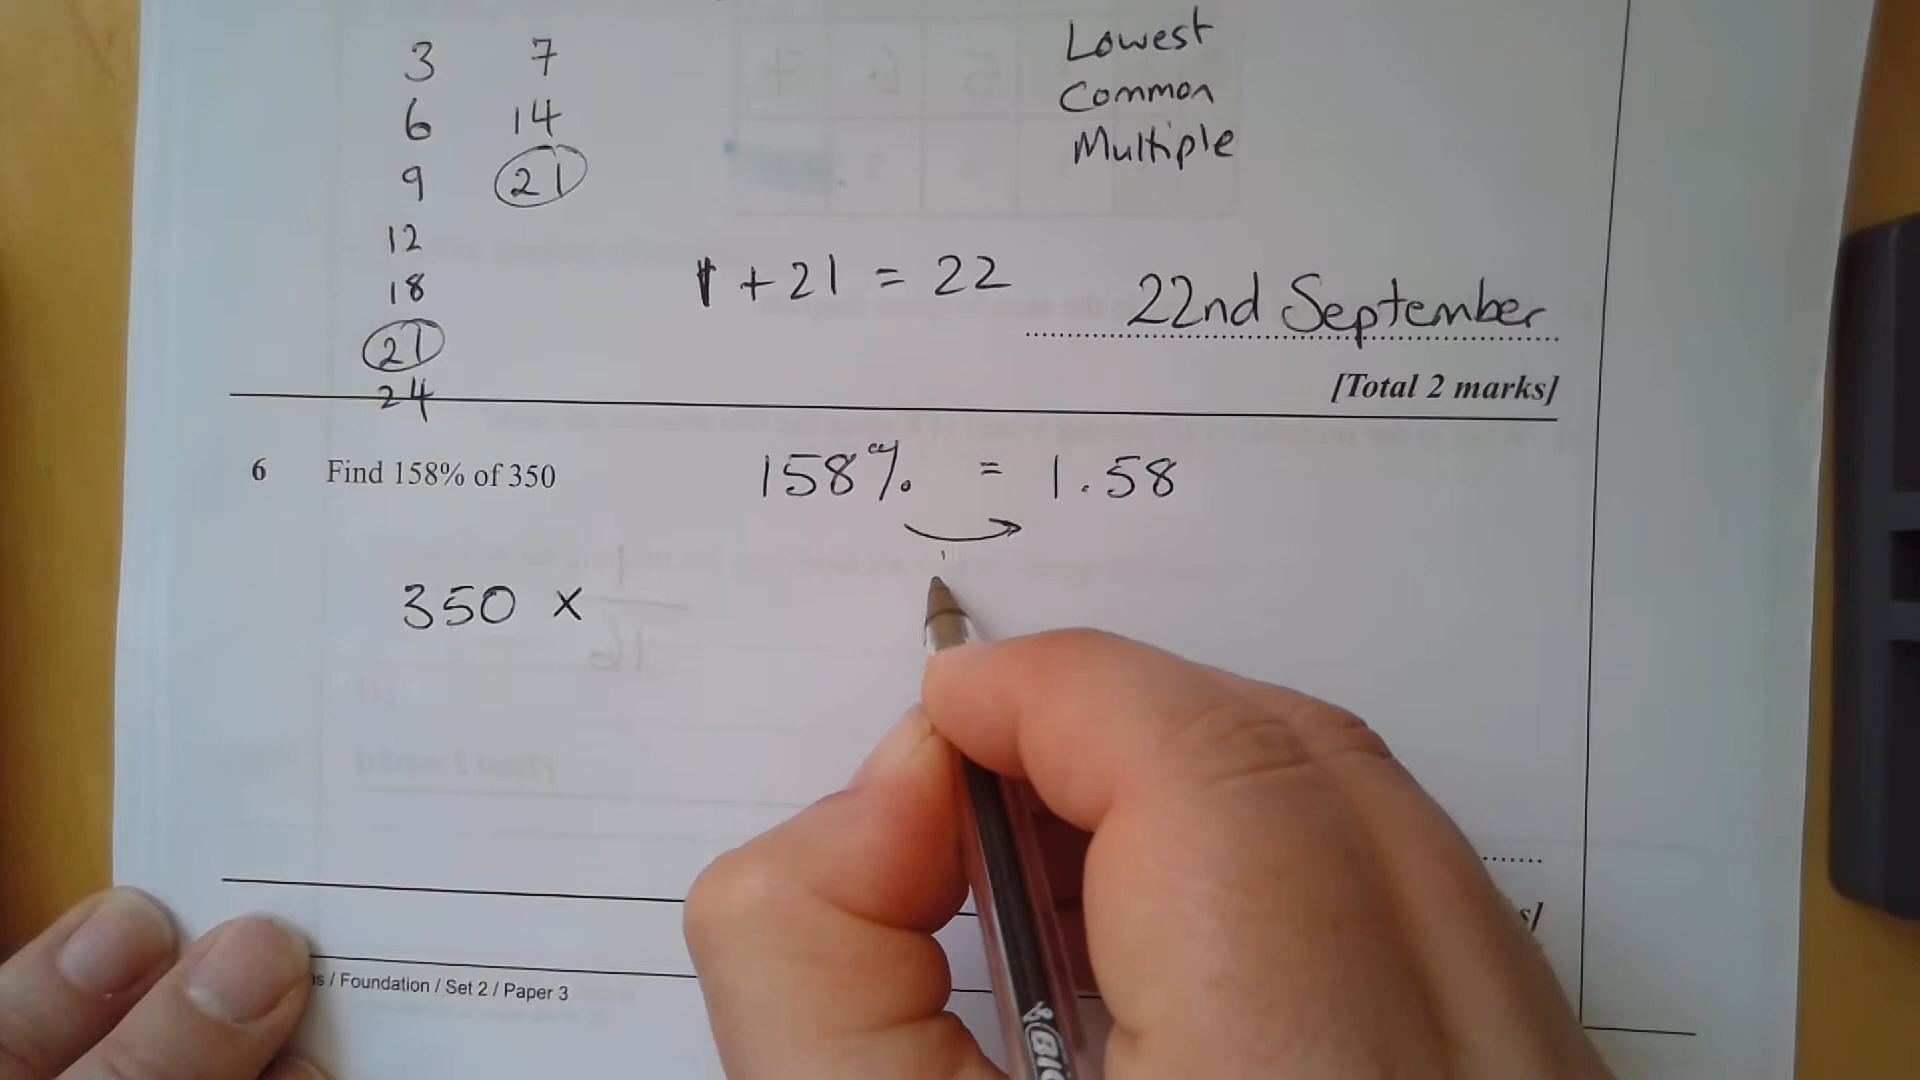 3 7
6 14
9 21
12
18
21
24
Lowest
Common
Multiple
1 + 21 = 22
22nd September
[Total 2 marks]
6 Find 158% of 350
158% = 1.58
350 ×
s]
ns / Foundation / Set 2 / Paper 3
BIC